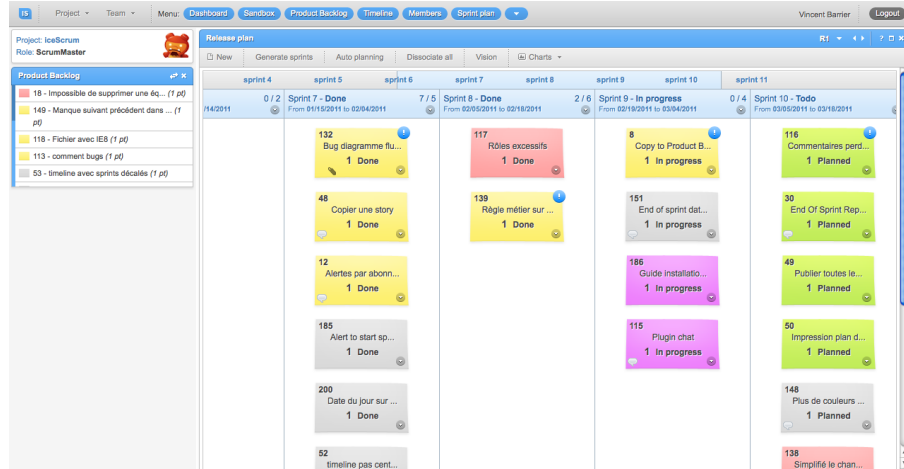 is Project Team Menu: Dashboard Sandbox Product Backlog Timeline Members Sprint plan Vincent Barrier Logout
Project: iceScrum
Role: ScrumMaster
Product Backlog
18 - Impossible de supprimer une éq... (1 pt)
149 - Manque suivant précédent dans ... (1
pt)
118 - Fichier avec IE6 (1 pt)
113 - comment bugs (1 pt)
53 - timeline avec sprints décalés (1 pt)
Release plan R1 ?
New Generate sprints Auto planning Dissociate all Vision Charts
sprint 4 sprint 5 sprint 6 sprint 7 sprint 8 sprint 9 sprint 10 sprint 11
0 / 2 Sprint 7 - Done 7 / 5 Sprint 8 - Done 2 / 6 Sprint 9 - In progress 0 / 4 Sprint 10 - Todo
/14/2011 From 01/15/2011 to 02/04/2011 From 02/05/2011 to 02/18/2011 From 02/19/2011 to 03/04/2011 From 03/05/2011 to 03/18/2011
132
Bug diagramme flu...
1 Done
48
Copier une story
1 Done
12
Alertes par abonn...
1 Done
185
Alert to start sp...
1 Done
200
Date du jour sur ...
1 Done
52
timeline pas cent...
117
Rôles excessifs
1 Done
139
Règle métier sur ...
1 Done
8
Copy to Product B...
1 In progress
151
End of sprint dat...
1 In progress
186
Guide installatio...
1 In progress
115
Plugin chat
1 In progress
116
Commentaires perd...
1 Planned
30
End Of Sprint Rep...
1 Planned
49
Publier toutes le...
1 Planned
50
Impression plan d...
1 Planned
148
Plus de couleurs ...
1 Planned
138
Simplifié le chan...